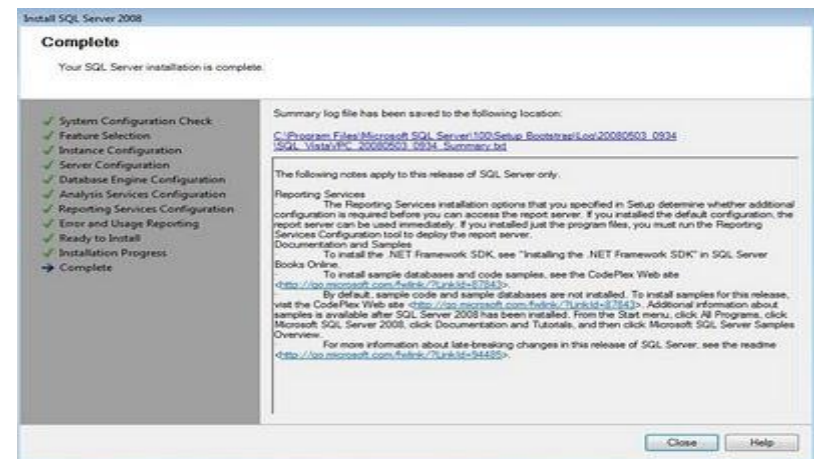 Install SQL Server 2008
Complete
Your SQL Server installation is complete.
System Configuration Check
Feature Selection
Instance Configuration
Server Configuration
Database Engine Configuration
Analysis Services Configuration
Reporting Services Configuration
Error and Usage Reporting
Ready to Install
Installation Progress
Complete
Summary log file has been saved to the following location:
C:\Program Files\Microsoft SQL Server\100\Setup Bootstrap\Log\20080503_0934
\SQL_VistaVPC_20080503_0934_Summary.txt
The following notes apply to this release of SQL Server only.
Reporting Services
The Reporting Services installation options that you specified in Setup determine whether additional
configuration is required before you can access the report server. If you installed the default configuration, the
report server can be used immediately. If you installed just the program files, you must run the Reporting
Services Configuration tool to deploy the report server.
Documentation and Samples
To install the .NET Framework SDK, see "Installing the .NET Framework SDK" in SQL Server
Books Online.
To install sample databases and code samples, see the CodePlex Web site
<http://go.microsoft.com/fwlink/?LinkId=87843>.
By default, sample code and sample databases are not installed. To install samples for this release,
visit the CodePlex Web site <http://go.microsoft.com/fwlink/?LinkId=87843>. Additional information about
samples is available after SQL Server 2008 has been installed. From the Start menu, click All Programs, click
Microsoft SQL Server 2008, click Documentation and Tutorials, and then click Microsoft SQL Server Samples
Overview.
For more information about late-breaking changes in this release of SQL Server, see the readme
<http://go.microsoft.com/fwlink/?LinkId=94485>.
Close Help